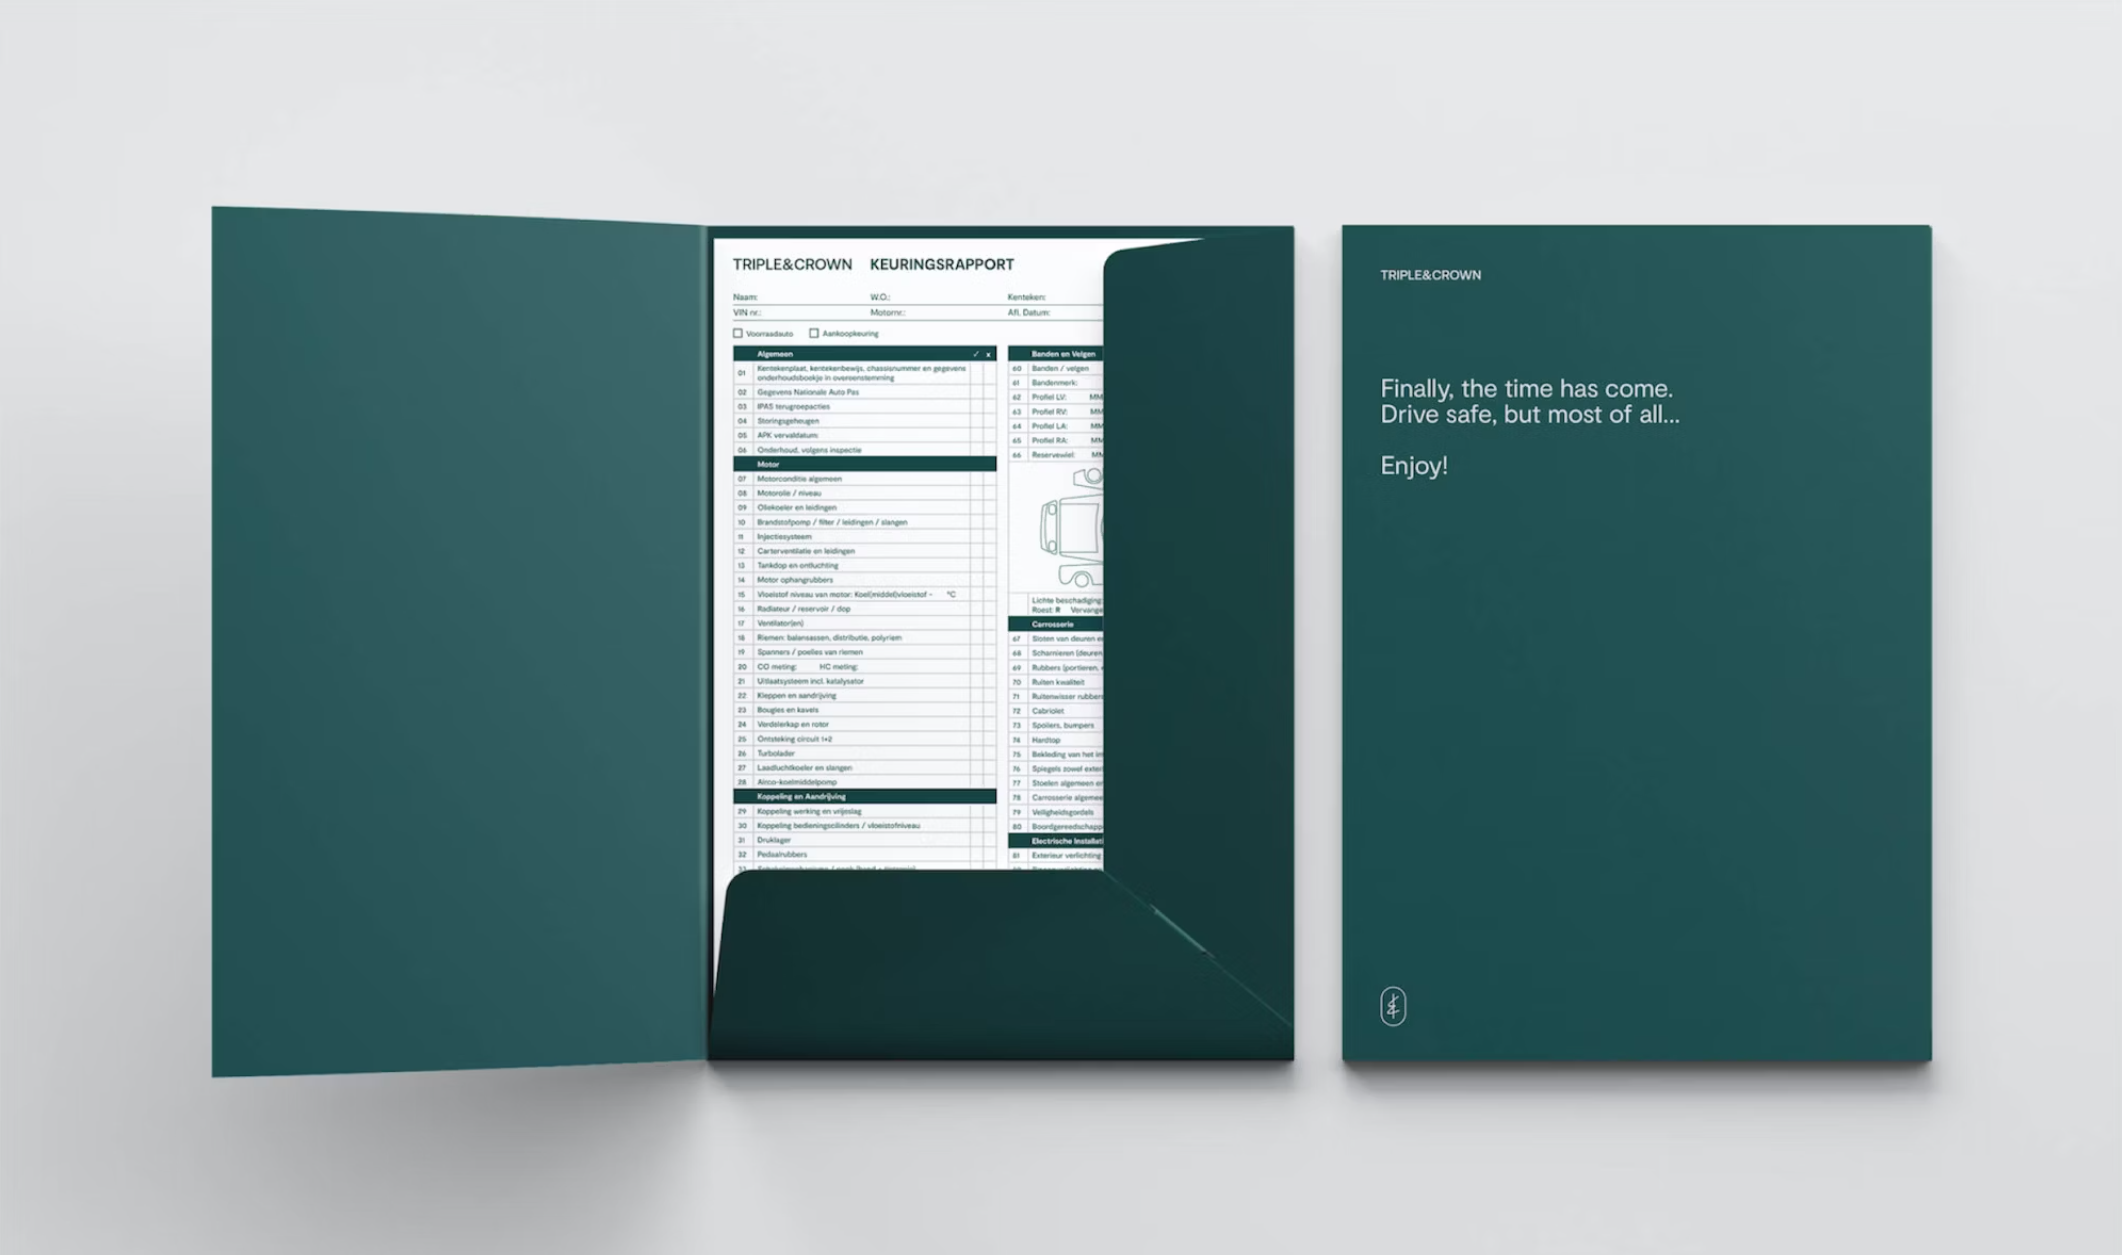 TRIPLE&CROWN KEURINGSRAPPORT
Naam: W.O.: Kenteken:
VIN nr.: Motornr.: Afl. Datum:
Voorraadauto Aankoopkeuring
Algemeen ✓ x
01 Kentekenplaat, kentekenbewijs, chassisnummer en gegevens
onderhoudsboekje in overeenstemming
02 Gegevens Nationale Auto Pas
03 IPAS terugroepacties
04 Storingsgeheugen
05 APK vervaldatum:
06 Onderhoud, volgens inspectie
Motor
07 Motorconditie algemeen
08 Motorolie / niveau
09 Oliekoeler en leidingen
10 Brandstofpomp / filter / leidingen / slangen
11 Injectiesysteem
12 Carterventilatie en leidingen
13 Tankdop en ontluchting
14 Motor ophangrubbers
15 Vloeistof niveau van motor: Koel(middel)vloeistof - °C
16 Radiateur / reservoir / dop
17 Ventilator(en)
18 Riemen: balansassen, distributie, polyriem
19 Spanners / poelies van riemen
20 CO meting: HC meting:
21 Uitlaatsysteem incl. katalysator
22 Kleppen en aandrijving
23 Bougies en kavels
24 Verdelerkap en rotor
25 Ontsteking circuit 1+2
26 Turbolader
27 Laadluchtkoeler en slangen
28 Airco-koelmiddelpomp
Koppeling en Aandrijving
29 Koppeling werking en vrijeslag
30 Koppeling bedieningscilinders / vloeistofniveau
31 Druklager
32 Pedaalrubbers
Banden en Velgen
60 Banden / velgen
61 Bandenmerk:
62 Profiel LV: MM
63 Profiel RV: MM
64 Profiel LA: MM
65 Profiel RA: MM
66 Reservewiel: MM
Lichte beschadiging:
Roest: R Vervange
Carrosserie
67 Sloten van deuren e
68 Scharnieren (deuren
69 Rubbers (portieren,
70 Ruiten kwaliteit
71 Ruitenwisser rubbers
72 Cabriolet
73 Spoilers, bumpers
74 Hardtop
75 Bekleding van het in
76 Spiegels zowel exter
77 Stoelen algemeen e
78 Carrosserie algemee
79 Veiligheidsgordels
80 Boordgereedschapp
Electrische Installat
81 Exterieur verlichting
TRIPLE&CROWN
Finally, the time has come.
Drive safe, but most of all...
Enjoy!